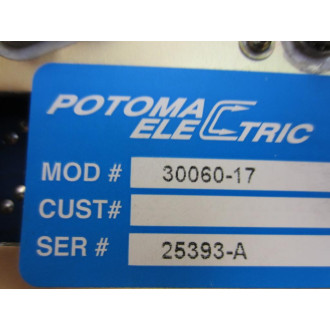 POTOMAC
ELECTRIC
MOD # 30060-17
CUST#
SER # 25393-A